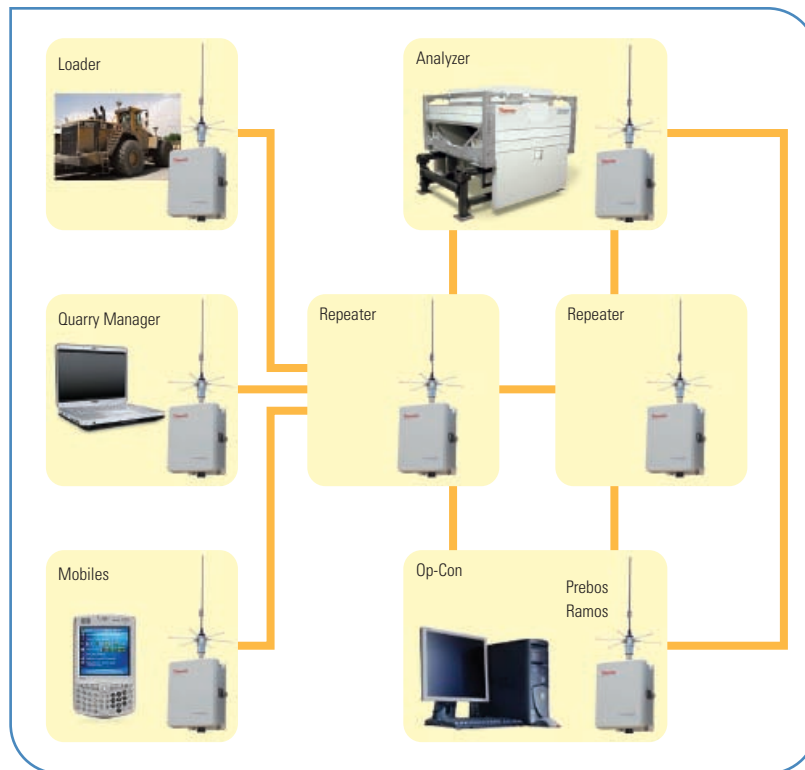 Loader
Analyzer
Quarry Manager
Repeater
Repeater
Mobiles
Op-Con
Prebos
Ramos